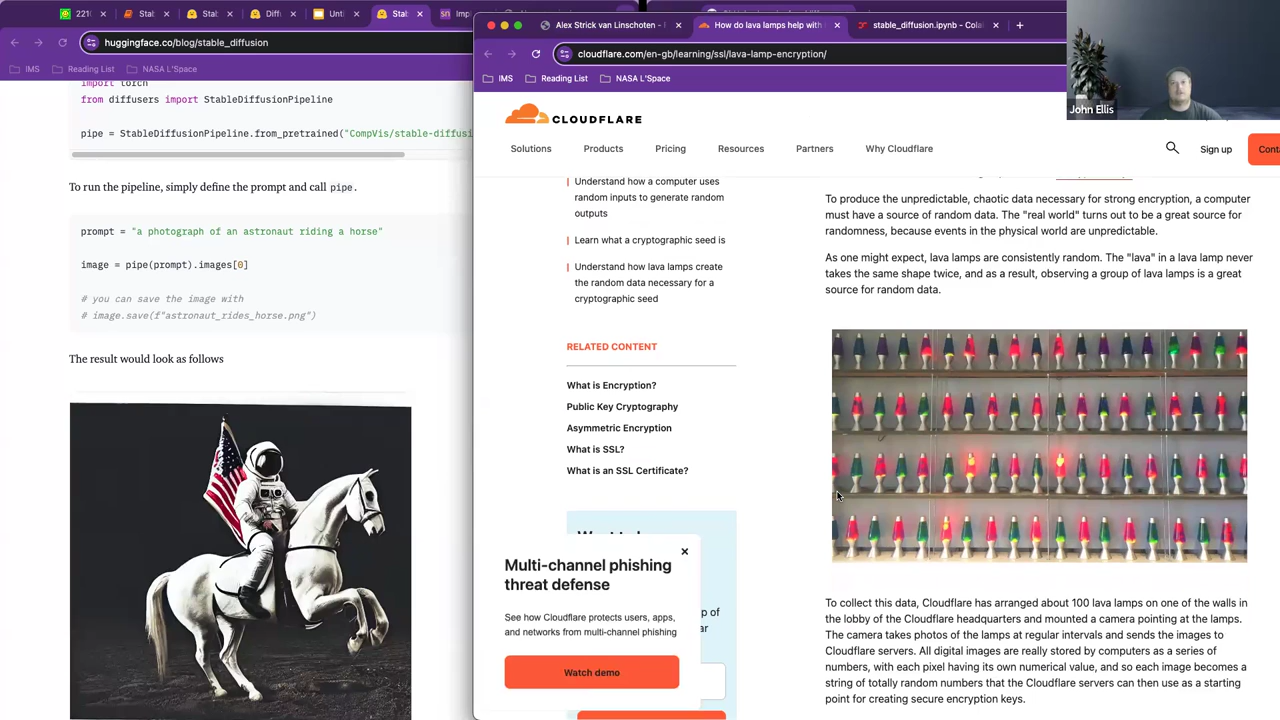 2210
Stab
Stab
Diff
Unti
Stab
Imp
huggingface.co/blog/stable_diffusion
IMS
Reading List
NASA L'Space
import torch
from diffusers import StableDiffusionPipeline
pipe = StableDiffusionPipeline.from_pretrained("CompVis/stable-diffusi
To run the pipeline, simply define the prompt and call pipe.
prompt = "a photograph of an astronaut riding a horse"
image = pipe(prompt).images[0]
# you can save the image with
# image.save(f"astronaut_rides_horse.png")
The result would look as follows
Alex Strick van Linschoten - F
How do lava lamps help with
stable_diffusion.ipynb - Cola
cloudflare.com/en-gb/learning/ssl/lava-lamp-encryption/
IMS
Reading List
NASA L'Space
John Ellis
CLOUDFLARE
Solutions
Products
Pricing
Resources
Partners
Why Cloudflare
Sign up
Conta
Understand how a computer uses
random inputs to generate random
outputs
Learn what a cryptographic seed is
Understand how lava lamps create
the random data necessary for a
cryptographic seed
RELATED CONTENT
What is Encryption?
Public Key Cryptography
Asymmetric Encryption
What is SSL?
What is an SSL Certificate?
Multi-channel phishing
threat defense
See how Cloudflare protects users, apps,
and networks from multi-channel phishing
Watch demo
p of
ar
To produce the unpredictable, chaotic data necessary for strong encryption, a computer
must have a source of random data. The "real world" turns out to be a great source for
randomness, because events in the physical world are unpredictable.
As one might expect, lava lamps are consistently random. The "lava" in a lava lamp never
takes the same shape twice, and as a result, observing a group of lava lamps is a great
source for random data.
To collect this data, Cloudflare has arranged about 100 lava lamps on one of the walls in
the lobby of the Cloudflare headquarters and mounted a camera pointing at the lamps.
The camera takes photos of the lamps at regular intervals and sends the images to
Cloudflare servers. All digital images are really stored by computers as a series of
numbers, with each pixel having its own numerical value, and so each image becomes a
string of totally random numbers that the Cloudflare servers can then use as a starting
point for creating secure encryption keys.